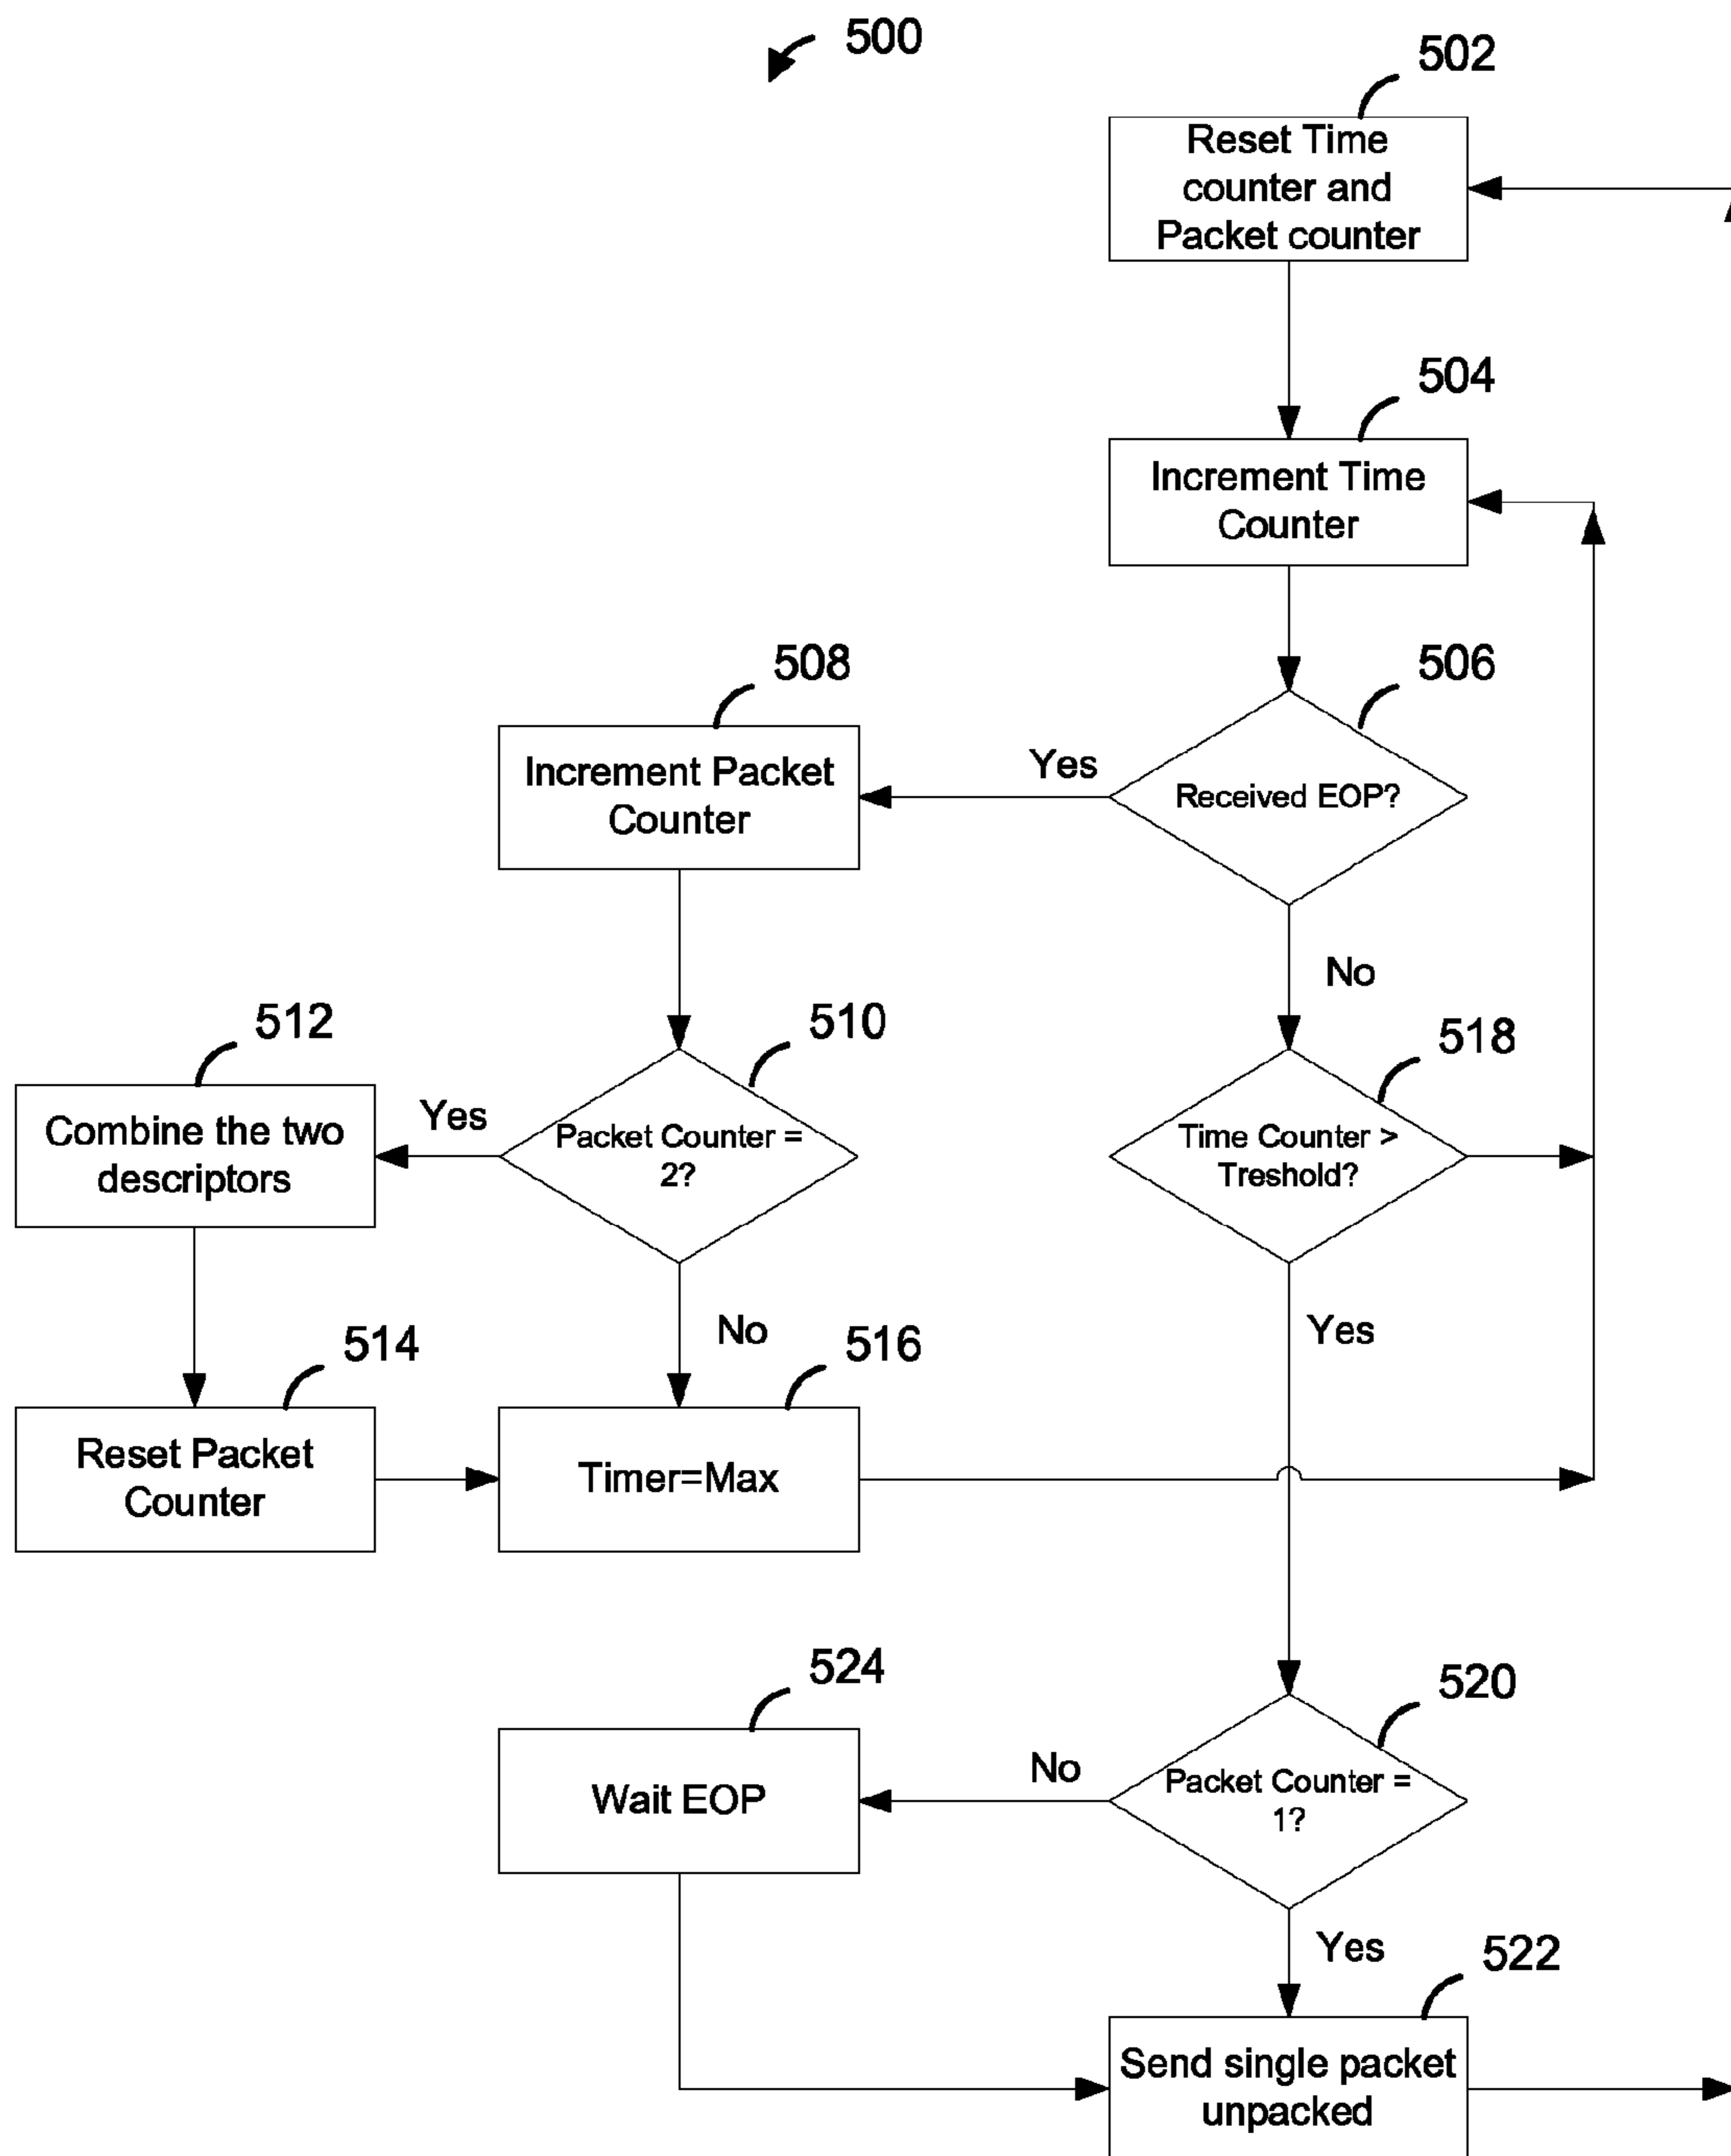 500
502
Reset Time
counter and
Packet counter
504
Increment Time
Counter
506
Received EOP?
Yes
508
Increment Packet
Counter
No
510
Packet Counter =
2?
Yes
512
Combine the two
descriptors
518
Time Counter >
Treshold?
No
Yes
514
Reset Packet
Counter
516
Timer=Max
520
Packet Counter =
1?
No
524
Wait EOP
Yes
522
Send single packet
unpacked